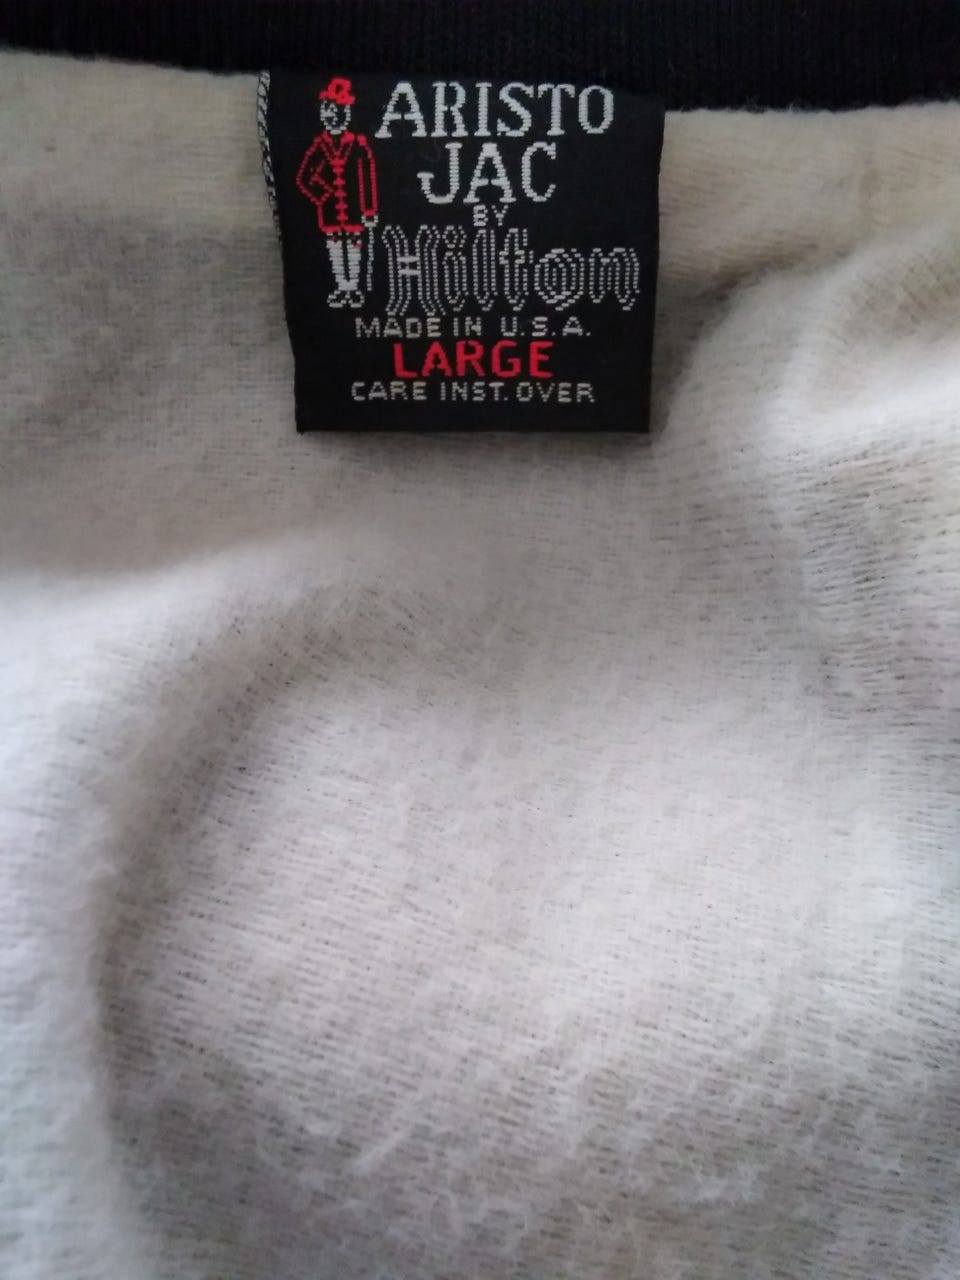 ARISTO
JAC
BY
Hilton
MADE IN U.S.A.
LARGE
CARE INST. OVER